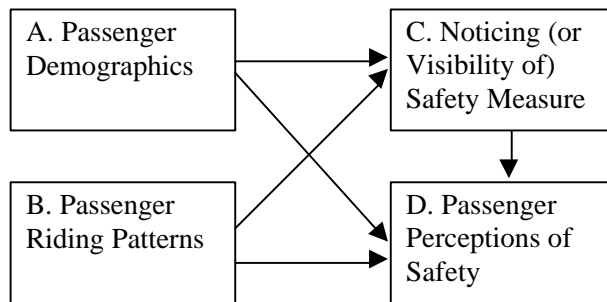 A. Passenger
Demographics
C. Noticing (or
Visibility of)
Safety Measure
B. Passenger
Riding Patterns
D. Passenger
Perceptions of
Safety